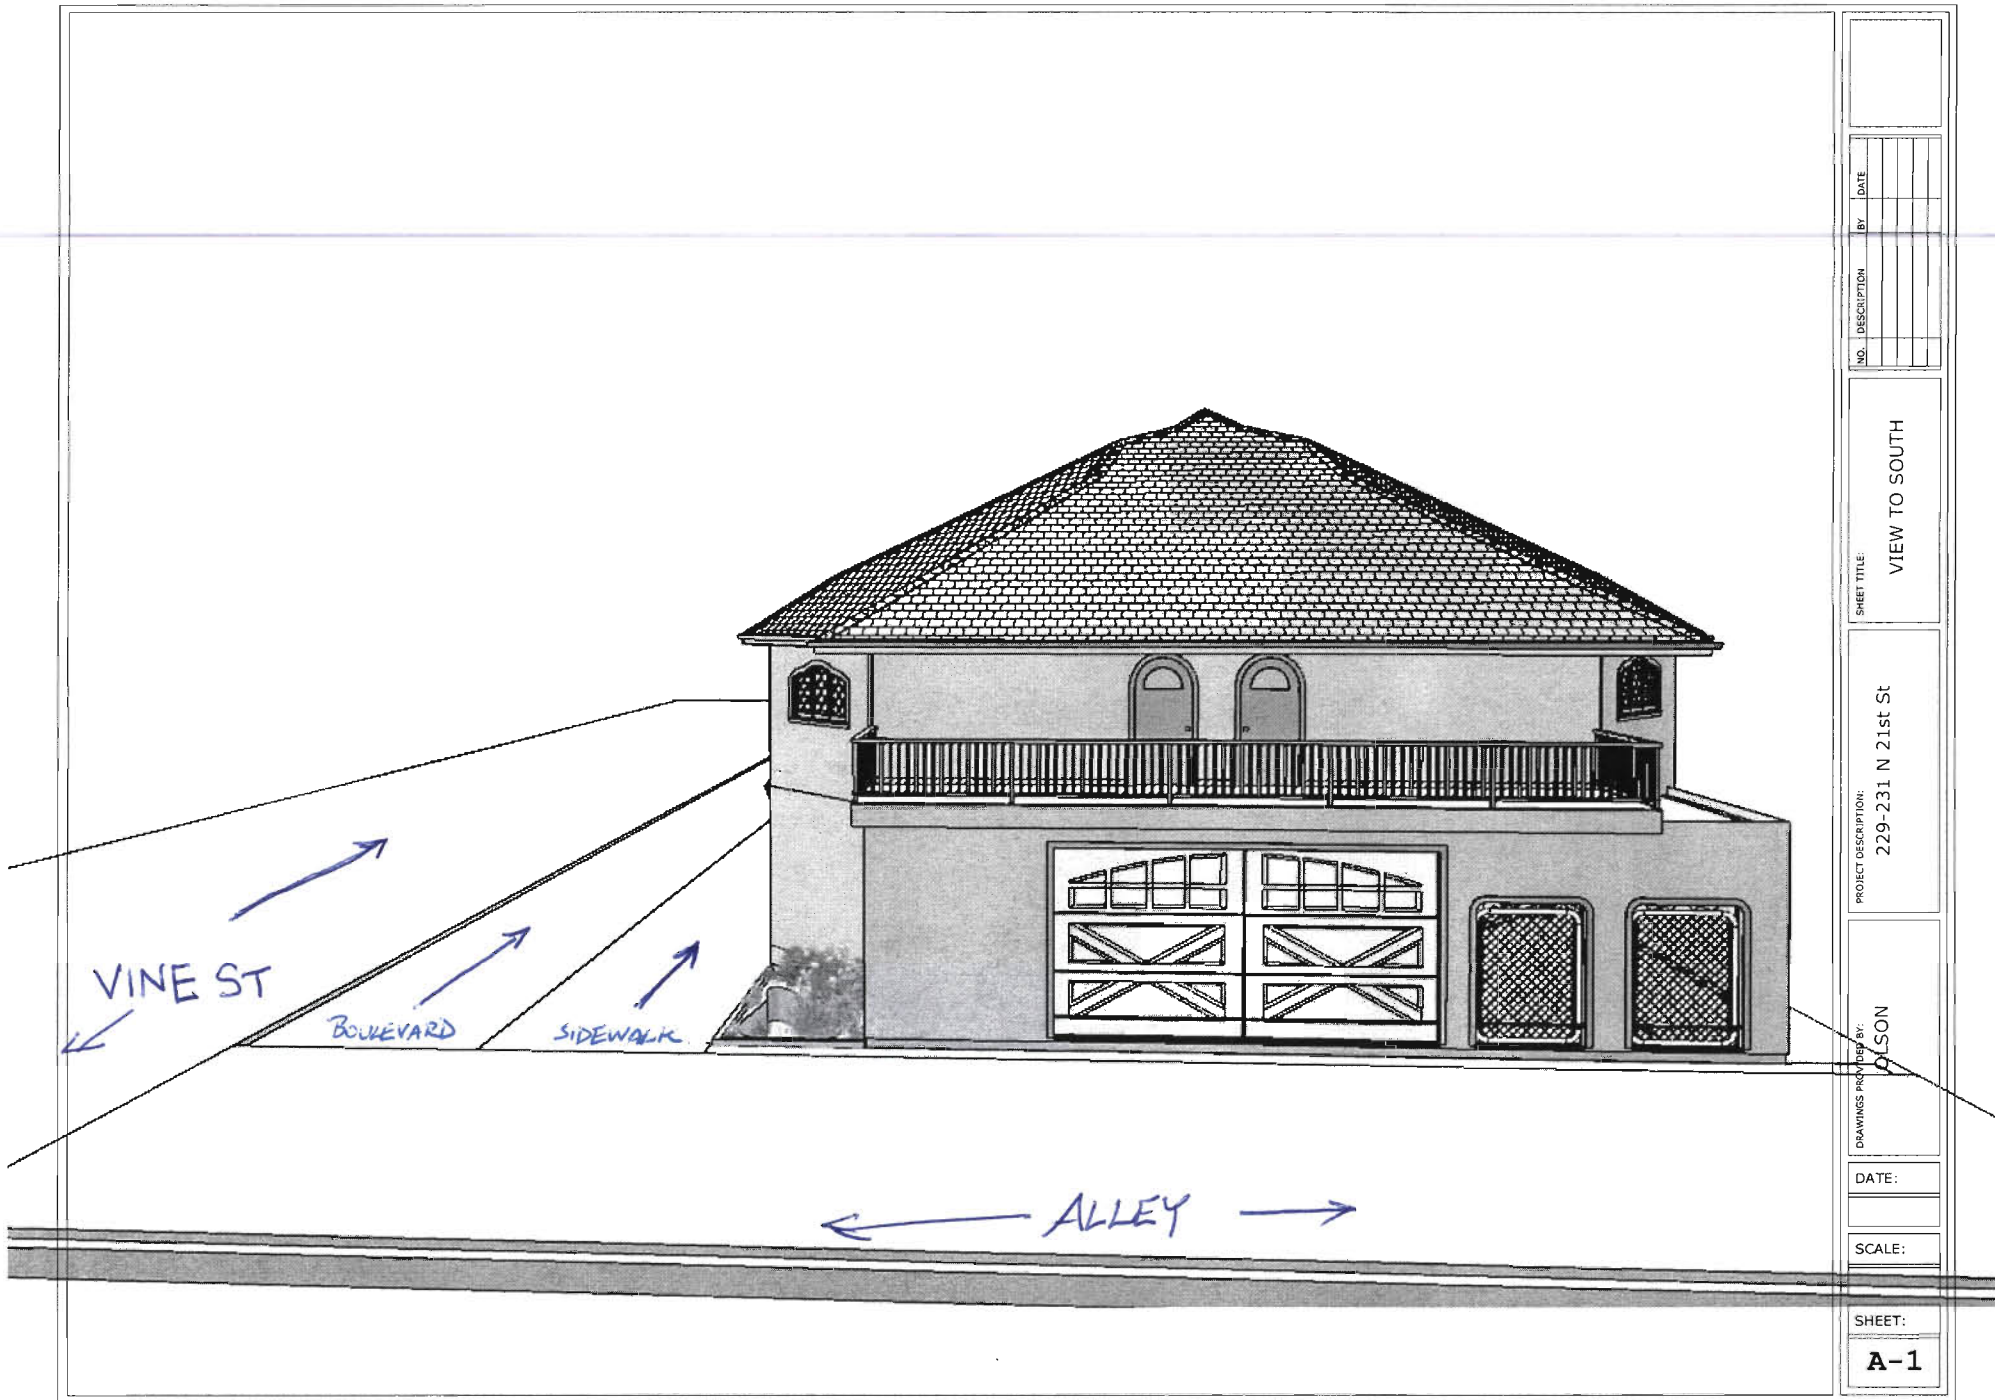 VINE ST
BOULEVARD
SIDEWALK
ALLEY
NO. DESCRIPTION BY DATE
SHEET TITLE:
VIEW TO SOUTH
PROJECT DESCRIPTION:
229-231 N 21st St
DRAWINGS PROVIDED BY:
OLSON
DATE:
SCALE:
SHEET:
A-1